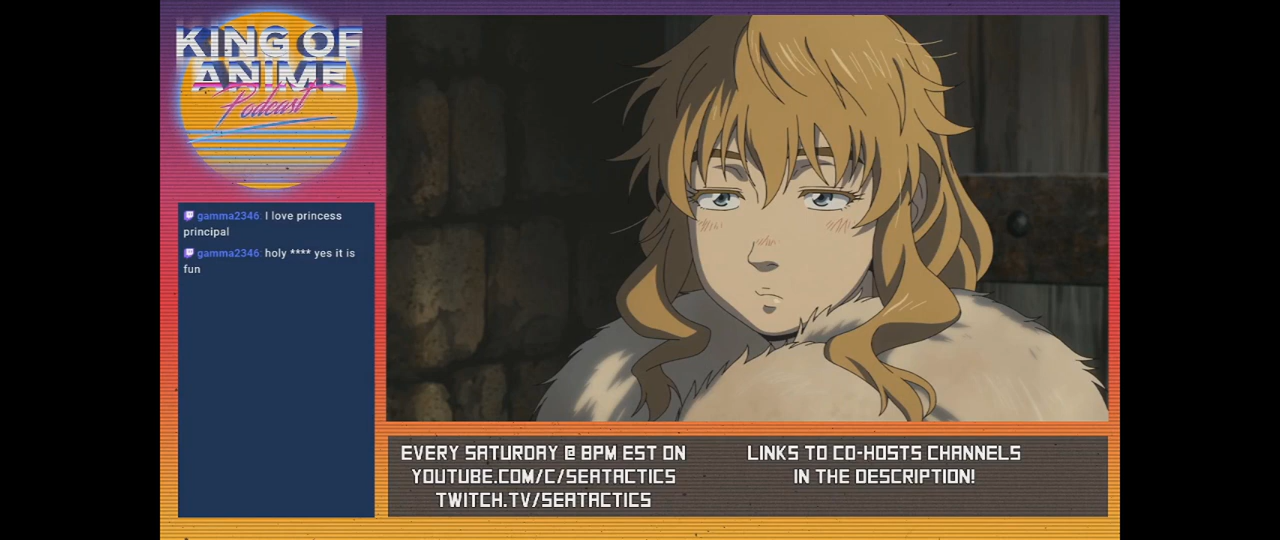 KING OF
ANIME
Podcast
gamma2346: I love princess
principal
gamma2346: holy **** yes it is
fun
EVERY SATURDAY @ 8PM EST ON
YOUTUBE.COM/C/SEATACTICS
TWITCH.TV/SEATACTICS
LINKS TO CO-HOSTS CHANNELS
IN THE DESCRIPTION!